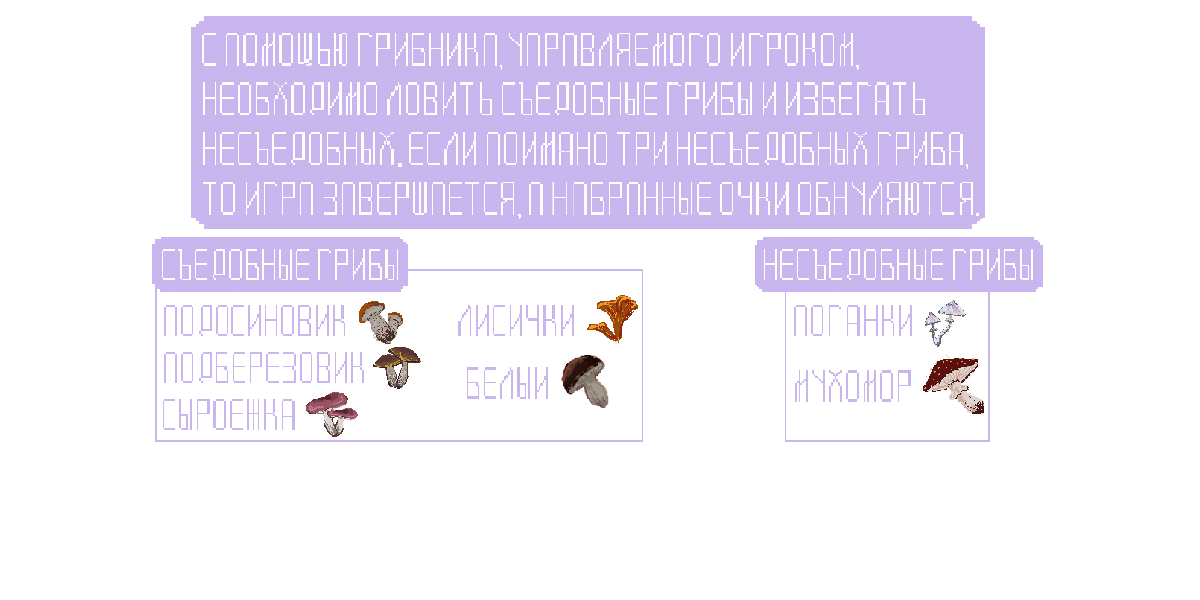 С ПОМОЩЬЮ ГРИБНИКА, УПРАВЛЯЕМОГО ИГРОКОМ,
НЕОБХОДИМО ЛОВИТЬ СЪЕДОБНЫЕ ГРИБЫ И ИЗБЕГАТЬ
НЕСЪЕДОБНЫХ. ЕСЛИ ПОЙМАНО ТРИ НЕСЪЕДОБНЫХ ГРИБА,
ТО ИГРА ЗАВЕРШАЕТСЯ, А НАБРАННЫЕ ОЧКИ ОБНУЛЯЮТСЯ.
СЪЕДОБНЫЕ ГРИБЫ
ПОДОСИНОВИК
ЛИСИЧКИ
ПОДБЕРЕЗОВИК
БЕЛЫЙ
СЫРОЕЖКА
НЕСЪЕДОБНЫЕ ГРИБЫ
ПОГАНКИ
МУХОМОР